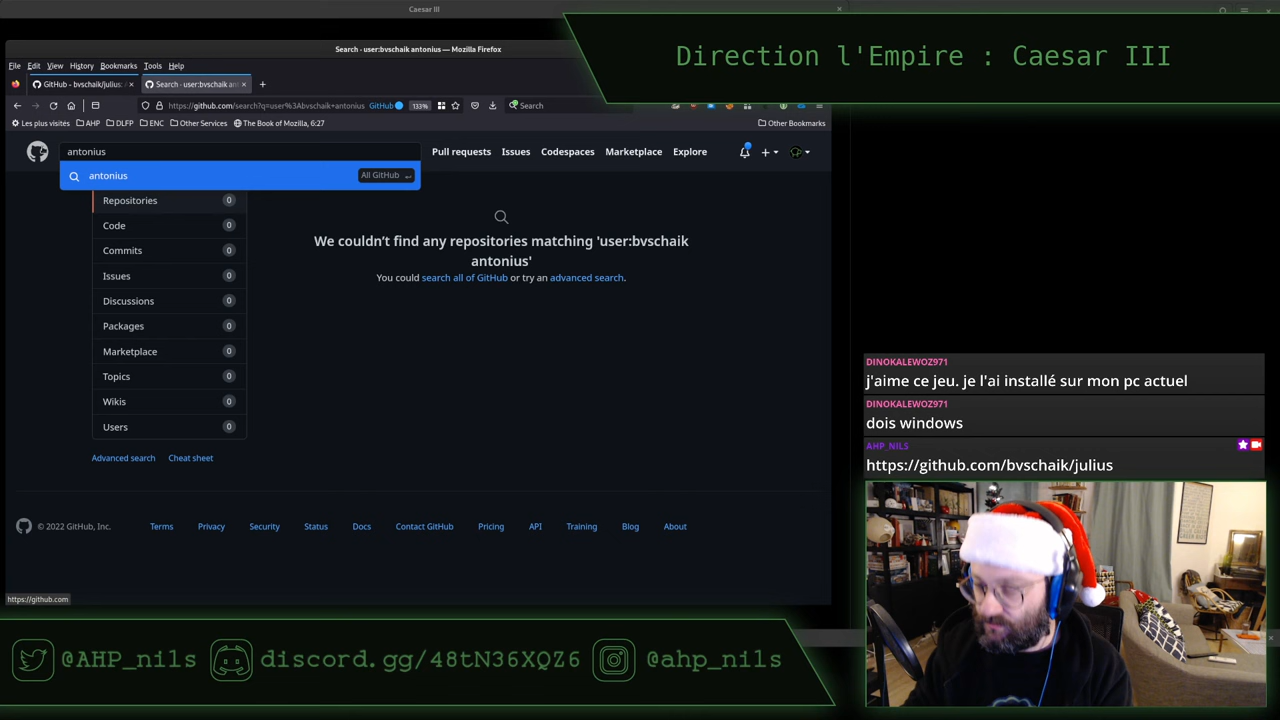 Caesar III
Direction l'Empire : Caesar III
Search · user:bvschaik antonius — Mozilla Firefox
File Edit View History Bookmarks Tools Help
GitHub - bvschaik/julius:
Search · user:bvschaik ant
https://github.com/search?q=user%3Abvschaik+antonius
GitHub
133%
Search
Les plus visités AHP DLFP ENC Other Services The Book of Mozilla, 6:27 Other Bookmarks
antonius
Pull requests Issues Codespaces Marketplace Explore
antonius All GitHub
Repositories 0
Code 0
Commits 0
Issues 0
Discussions 0
Packages 0
Marketplace 0
Topics 0
Wikis 0
Users 0
Advanced search Cheat sheet
We couldn’t find any repositories matching 'user:bvschaik
antonius'
You could search all of GitHub or try an advanced search.
© 2022 GitHub, Inc. Terms Privacy Security Status Docs Contact GitHub Pricing API Training Blog About
https://github.com
DINOKALEWOZ971
j'aime ce jeu. je l'ai installé sur mon pc actuel
DINOKALEWOZ971
dois windows
AHP_NILS
https://github.com/bvschaik/julius
@AHP_nils discord.gg/48tN36XQZ6 @ahp_nils